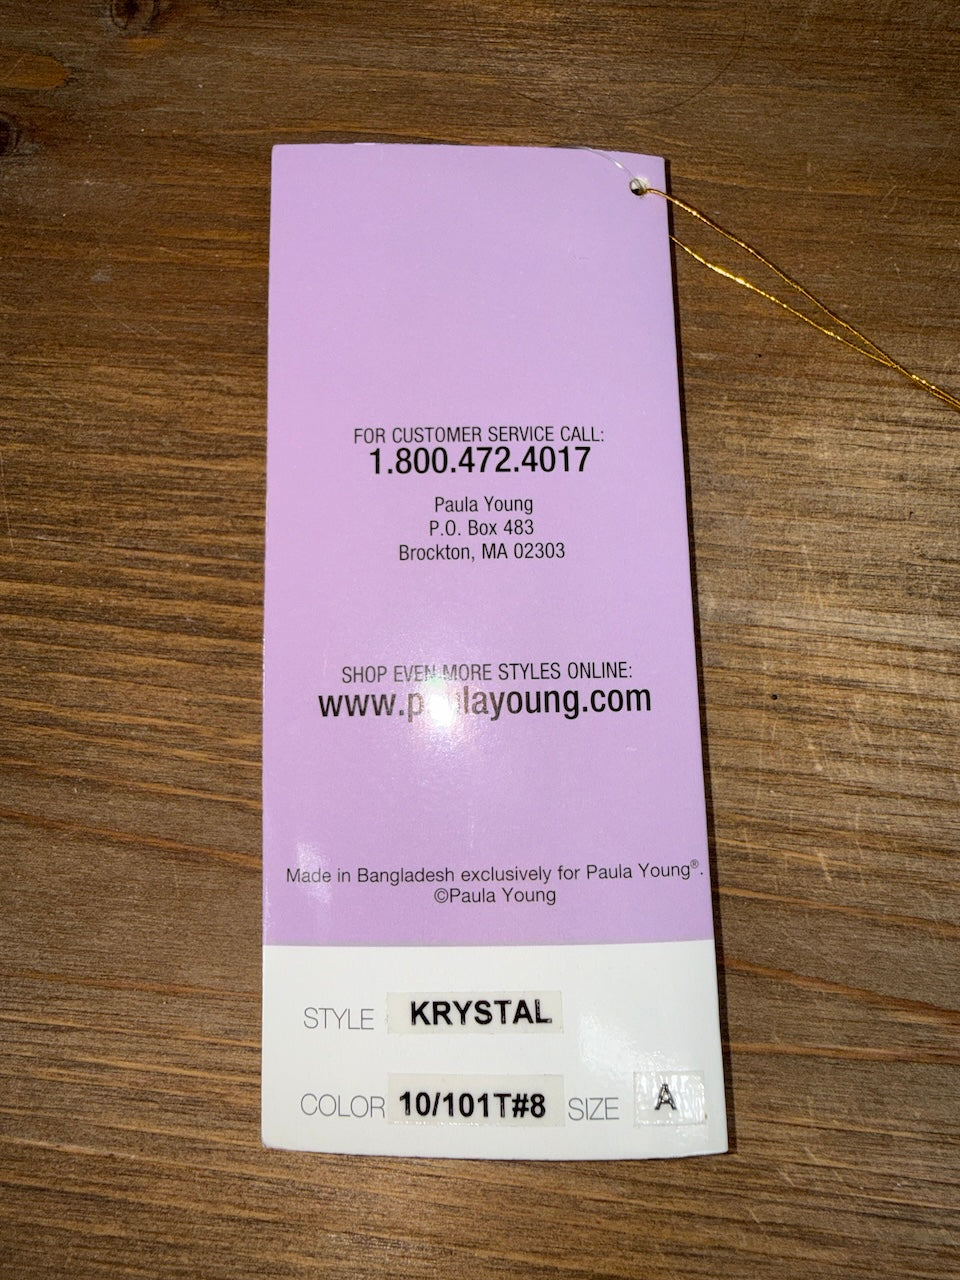 FOR CUSTOMER SERVICE CALL:
1.800.472.4017
Paula Young
P.O. Box 483
Brockton, MA 02303
SHOP EVEN MORE STYLES ONLINE:
www.paulayoung.com
Made in Bangladesh exclusively for Paula Young®.
©Paula Young
STYLE KRYSTAL
COLOR 10/101T#8 SIZE A